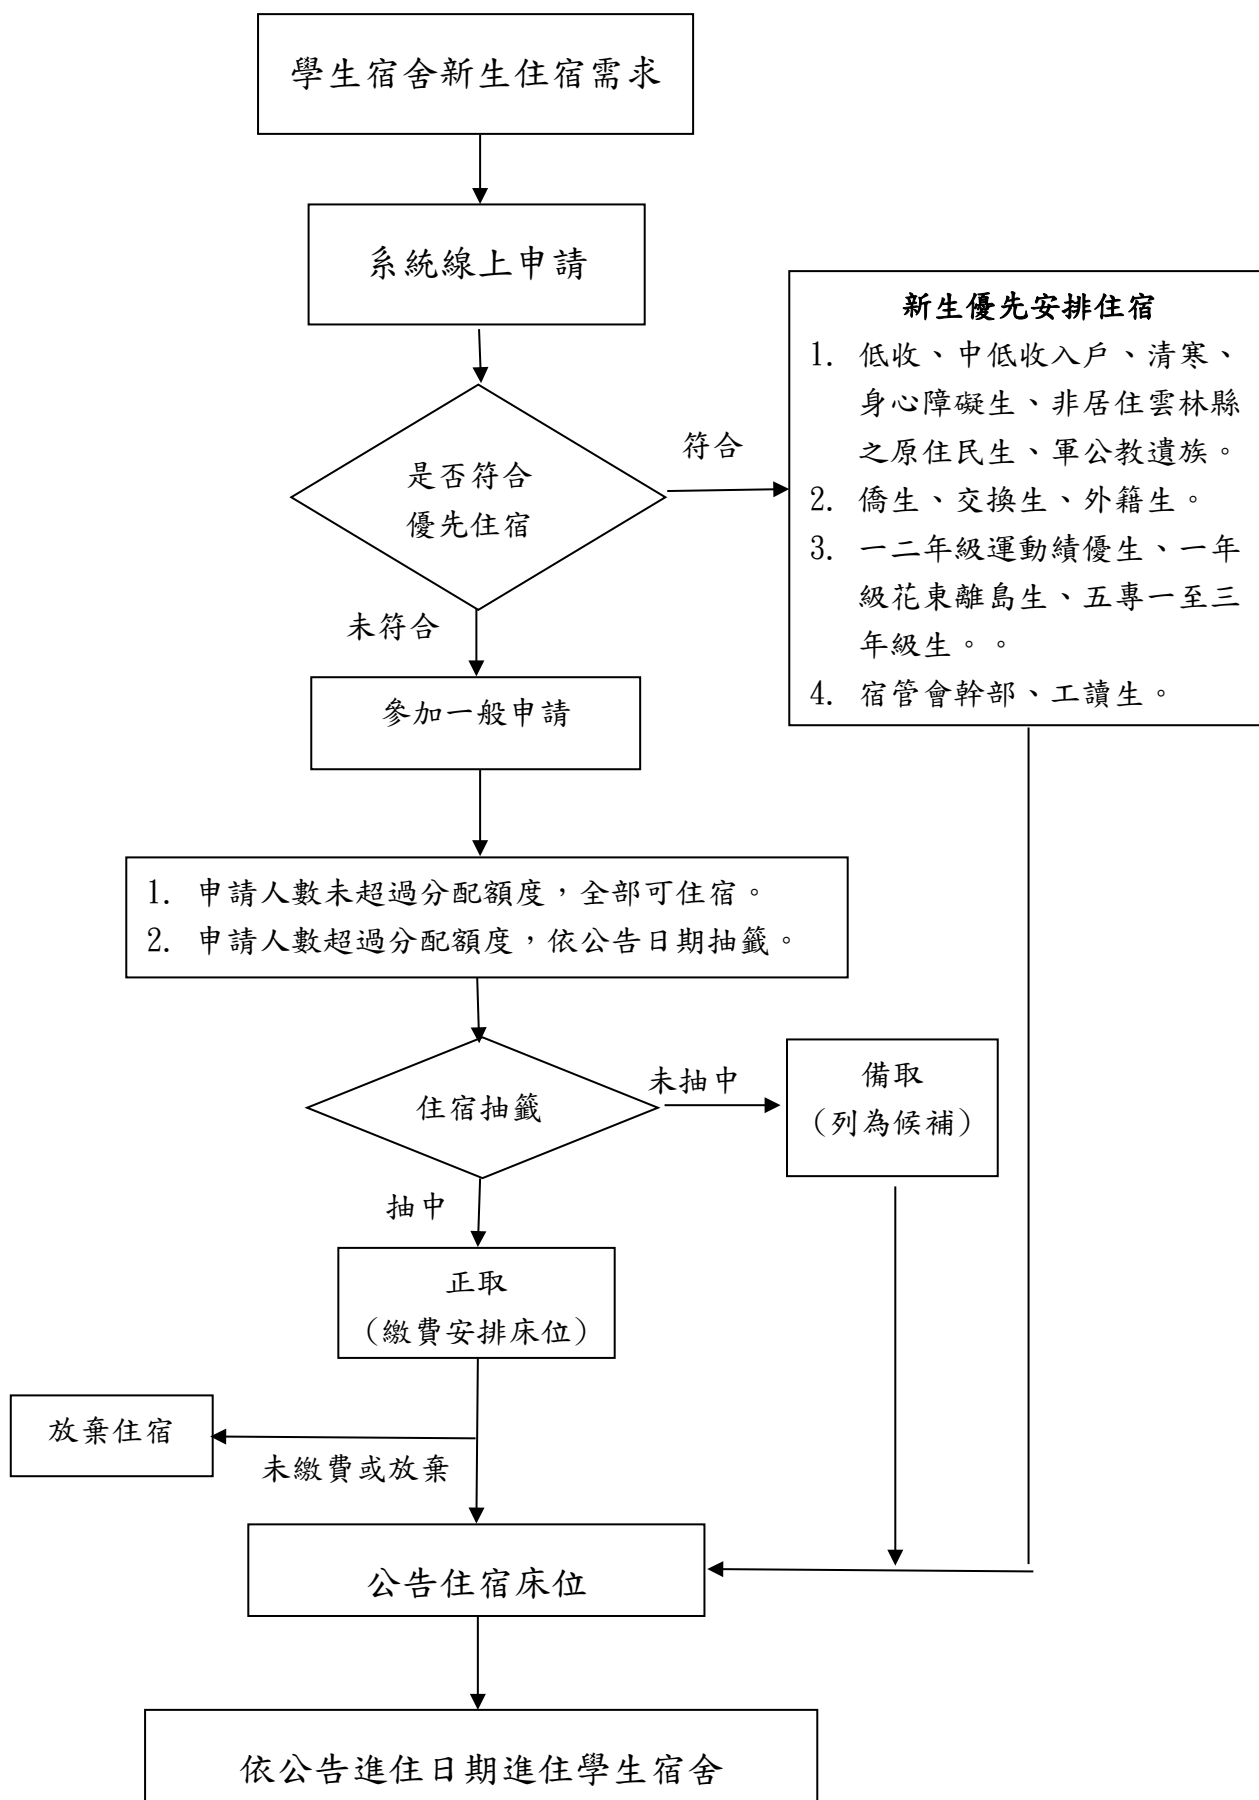 學生宿舍新生住宿需求
系統線上申請
是否符合
優先住宿
符合
新生優先安排住宿
1. 低收、中低收入戶、清寒、
身心障礙生、非居住雲林縣
之原住民生、軍公教遺族。
2. 僑生、交換生、外籍生。
3. 一二年級運動績優生、一年
級花東離島生、五專一至三
年級生。。
4. 宿管會幹部、工讀生。
未符合
參加一般申請
1. 申請人數未超過分配額度，全部可住宿。
2. 申請人數超過分配額度，依公告日期抽籤。
住宿抽籤
未抽中
備取
(列為候補)
抽中
正取
(繳費安排床位)
放棄住宿
未繳費或放棄
公告住宿床位
依公告進住日期進住學生宿舍